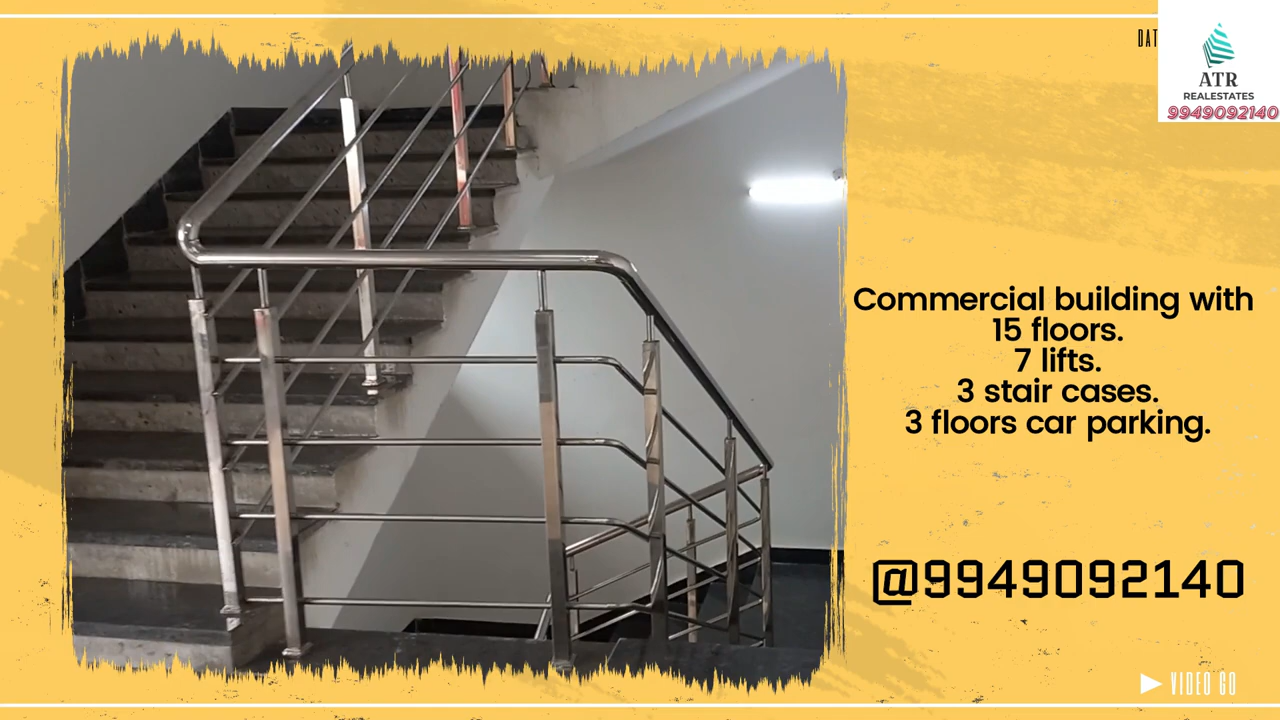 DAT
ATR
REALESTATES
9949092140
Commercial building with
15 floors.
7 lifts.
3 stair cases.
3 floors car parking.
@9949092140
VIDEO GO